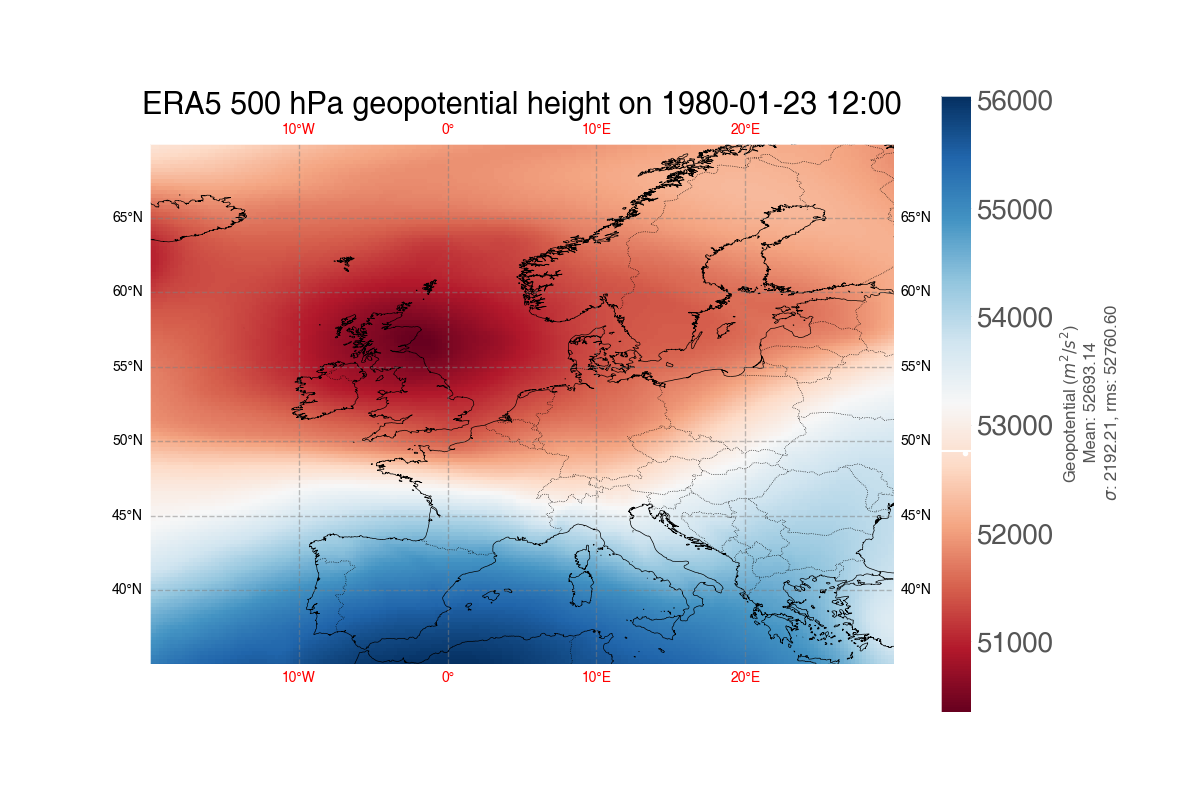 ERA5 500 hPa geopotential height on 1980-01-23 12:00
10°W 0° 10°E 20°E
65°N 65°N
60°N 60°N
55°N 55°N
50°N 50°N
45°N 45°N
40°N 40°N
10°W 0° 10°E 20°E
56000
55000
54000
53000
52000
51000
Geopotential (m²/s²)
Mean: 52693.14
σ: 2192.21, rms: 52760.60